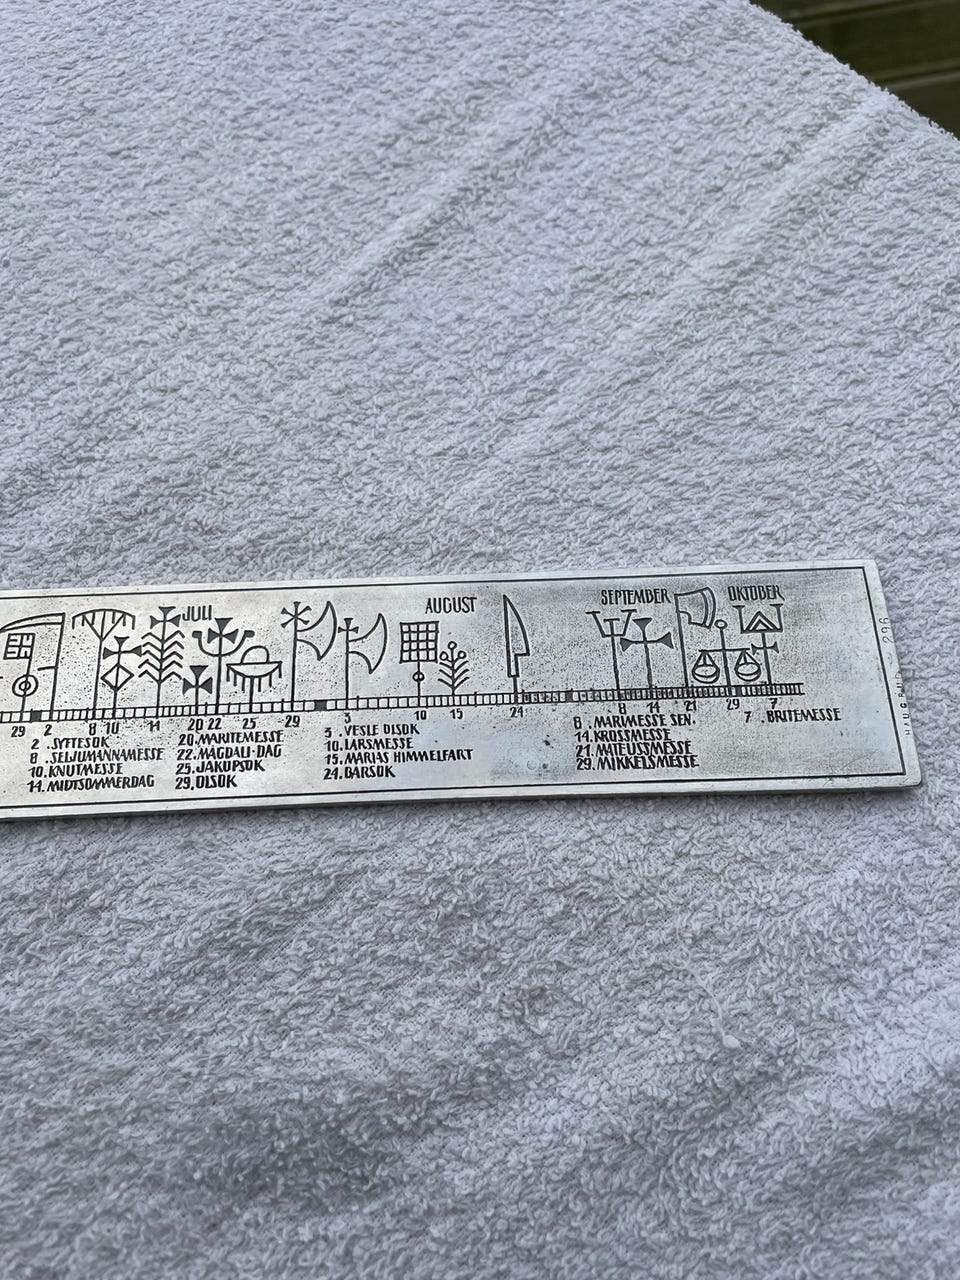 JULI
AUGUST
SEPTEMBER
OKTOBER
29 2 8 10 14 20 22 25 29 3 10 15 24 8 14 21 29 7
2 . SYFTESOK
8 . SELJUMANNAMESSE
10. KNUTMESSE
14. MIDTSOMMERDAG
20. MARITEMESSE
22. MAGDALI-DAG
25. JAKUPSOK
29. OLSOK
3 . VESLE OLSOK
10. LARSMESSE
15. MARIAS HIMMELFART
24. BARSOK
8 . MARIMESSE SEN.
14. KROSSMESSE
21. MATEUSMESSE
29. MIKKELSMESSE
7 . BRITEMESSE
296